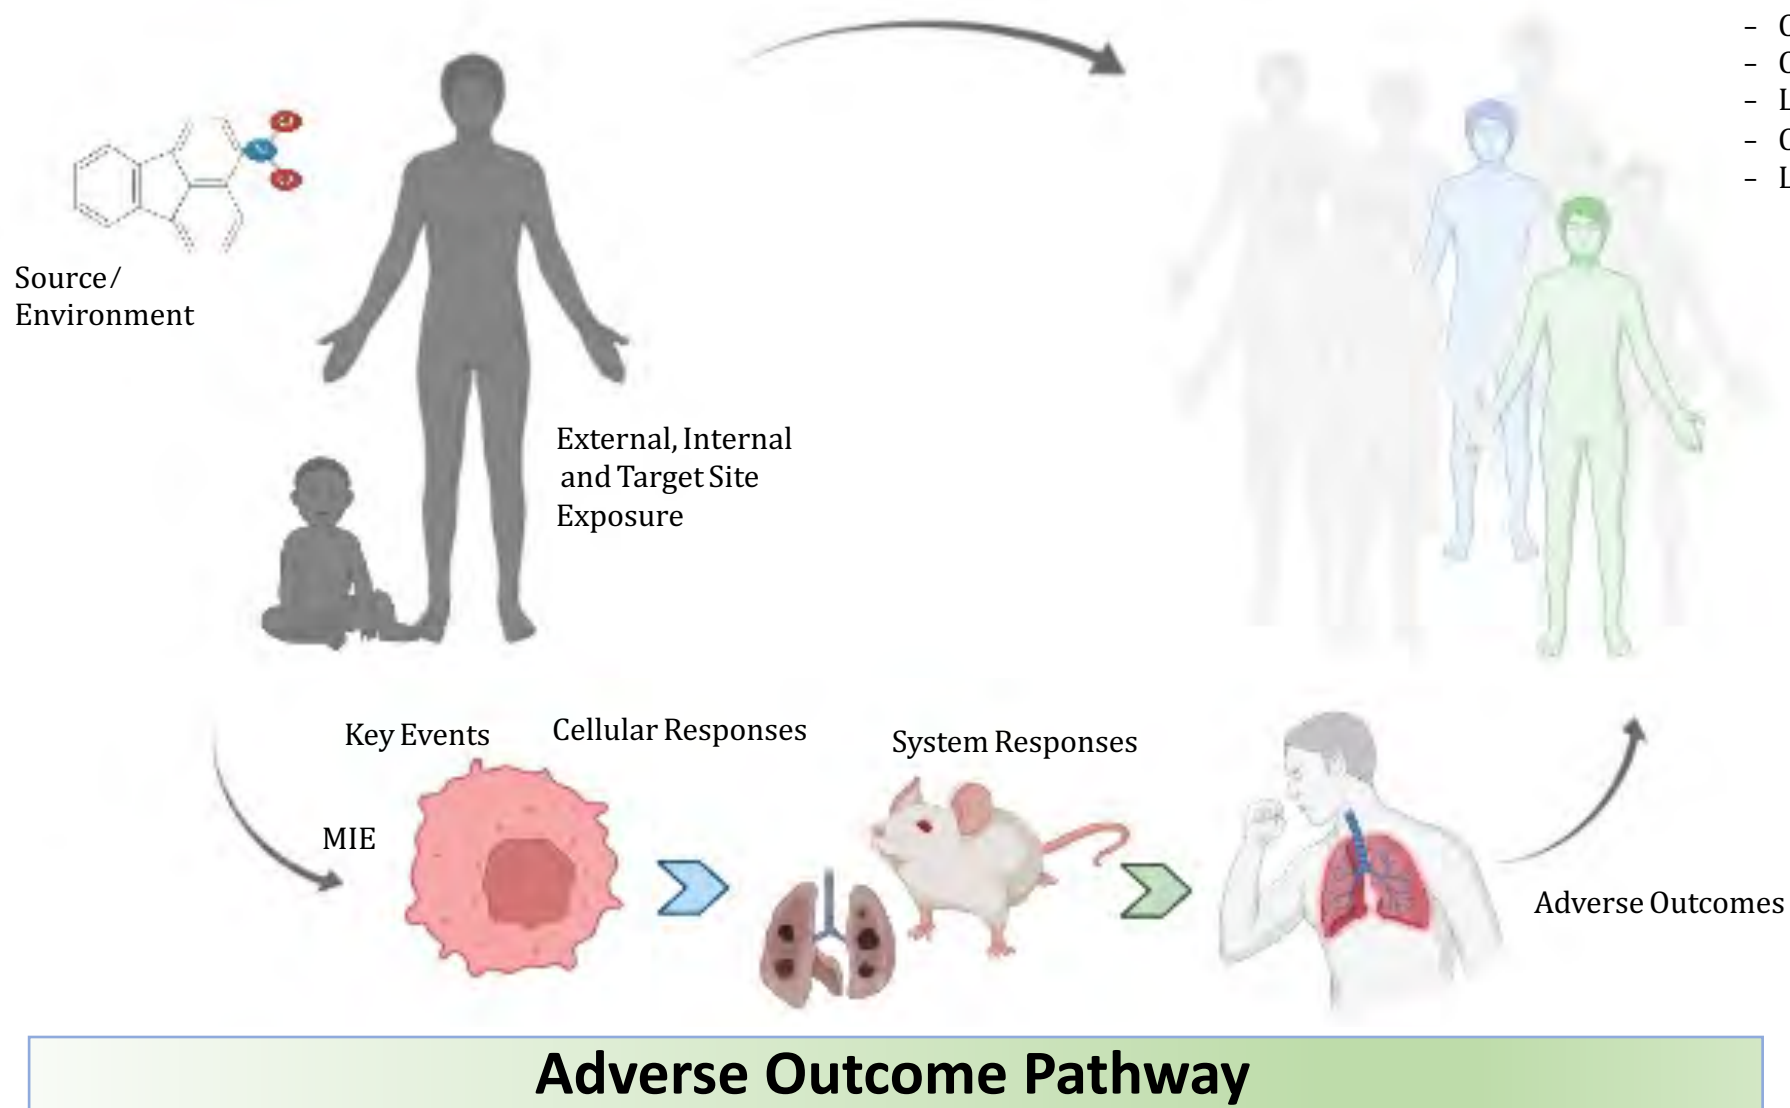 Source/
Environment
External, Internal
and Target Site
Exposure
Key Events
Cellular Responses
System Responses
MIE
Adverse Outcomes
Adverse Outcome Pathway